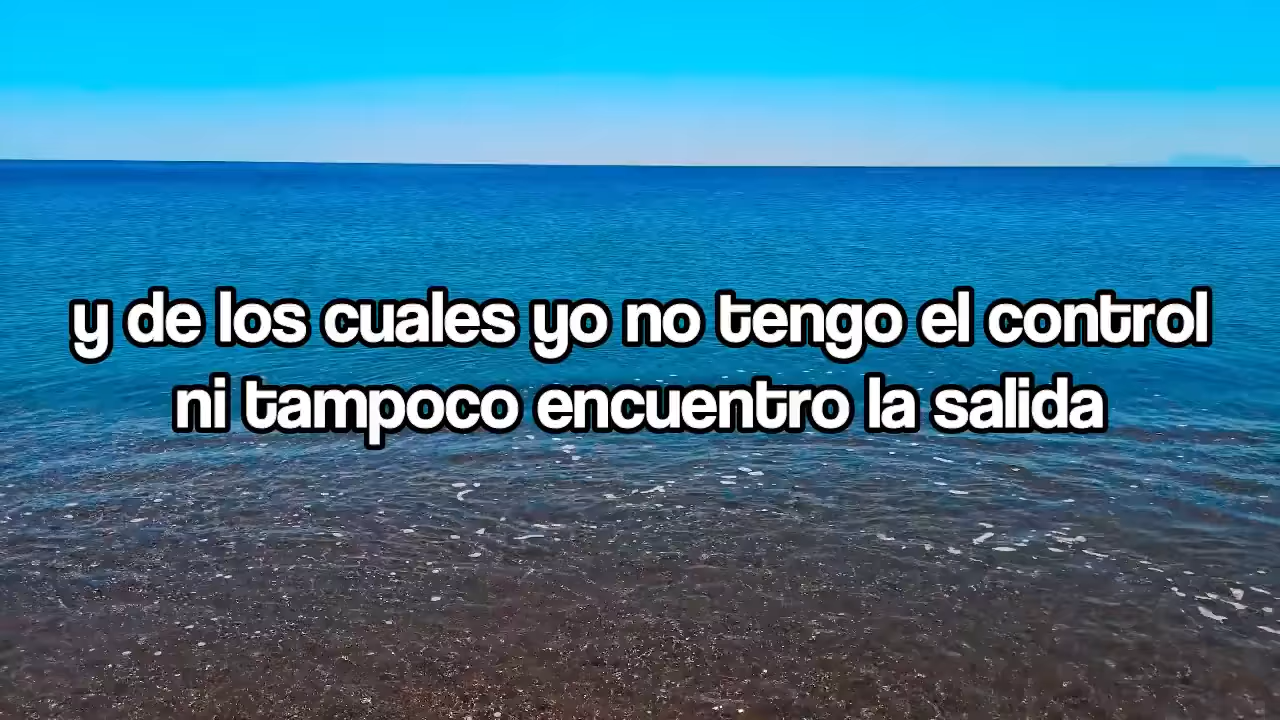 y de los cuales yo no tengo el control
ni tampoco encuentro la salida